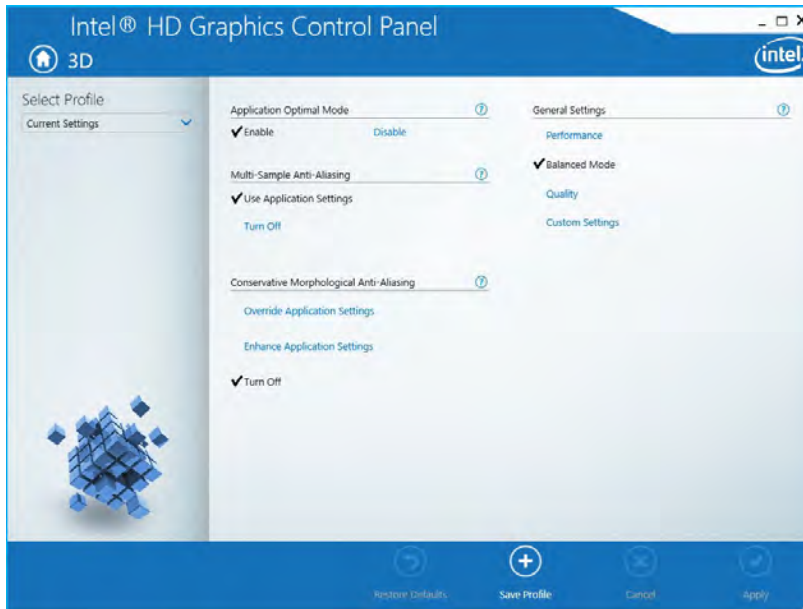 Intel® HD Graphics Control Panel
3D
intel
Select Profile
Current Settings
Application Optimal Mode
Enable Disable
Multi-Sample Anti-Aliasing
Use Application Settings
Turn Off
Conservative Morphological Anti-Aliasing
Override Application Settings
Enhance Application Settings
Turn Off
General Settings
Performance
Balanced Mode
Quality
Custom Settings
Restore Defaults Save Profile Cancel Apply